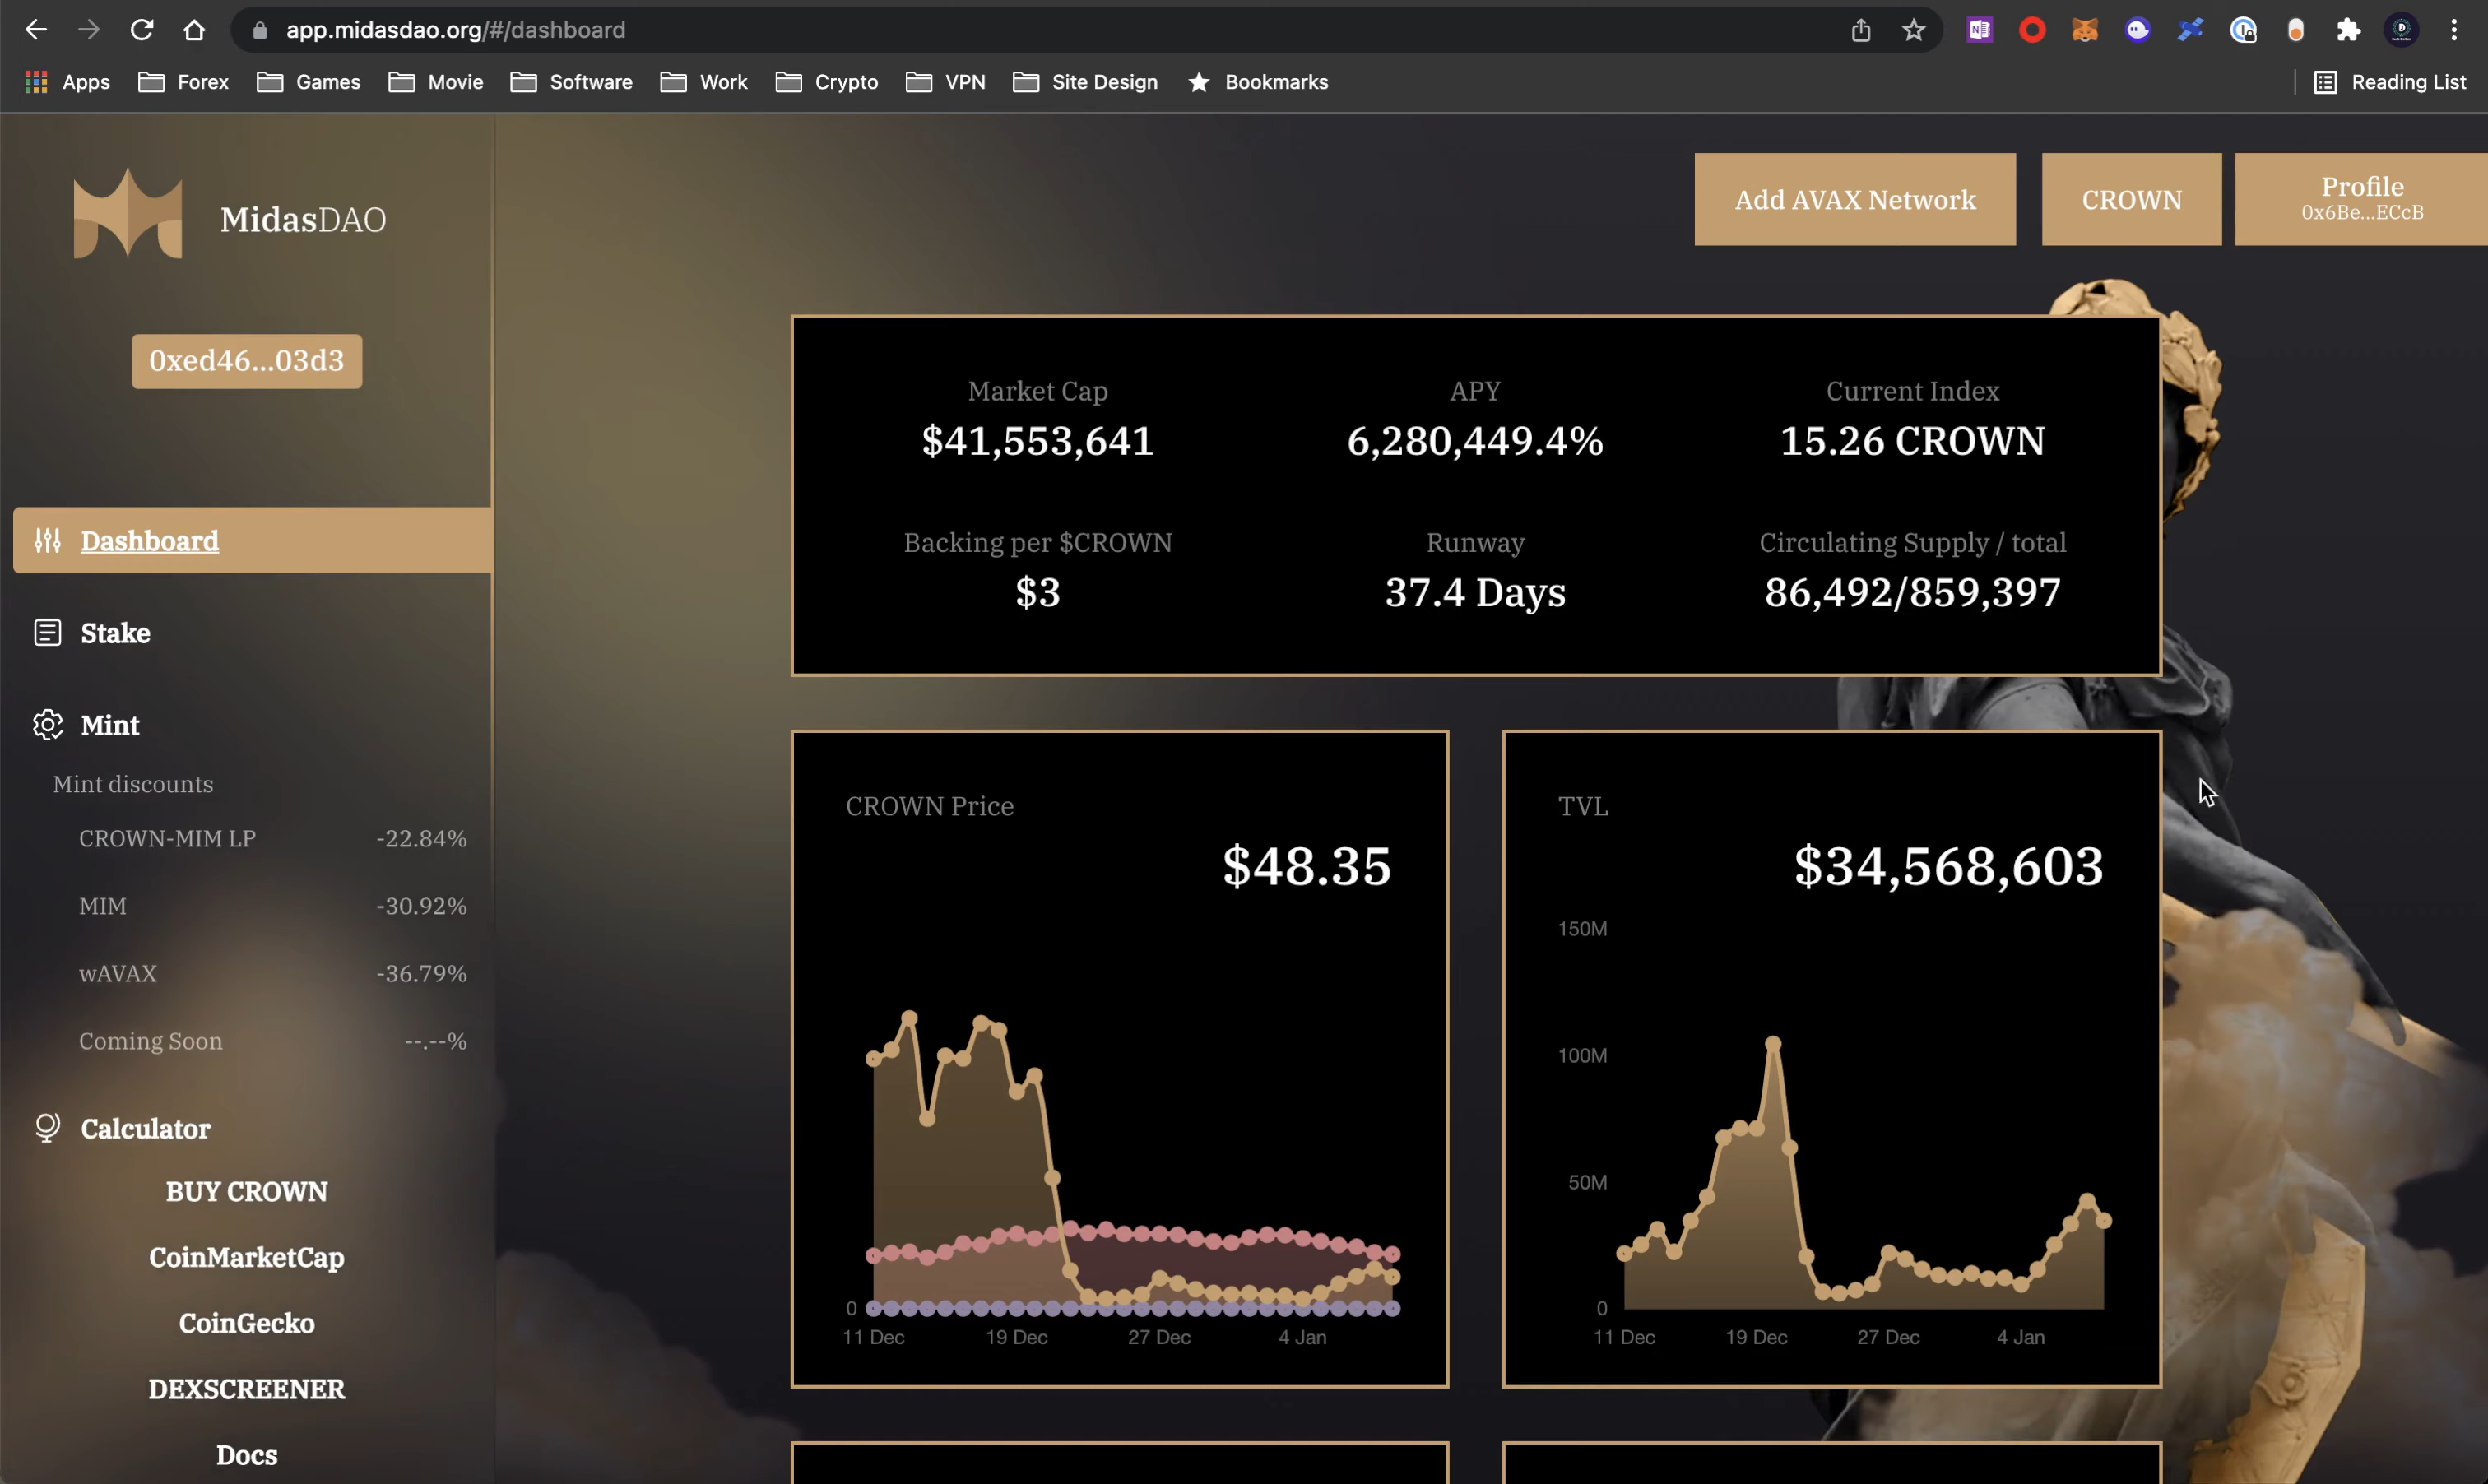 app.midasdao.org/#/dashboard
Apps Forex Games Movie Software Work Crypto VPN Site Design Bookmarks Reading List
MidasDAO
Add AVAX Network
CROWN
Profile
0x6Be...ECcB
0xed46...03d3
Dashboard
Stake
Mint
Mint discounts
CROWN-MIM LP -22.84%
MIM -30.92%
wAVAX -36.79%
Coming Soon --.--%
Calculator
BUY CROWN
CoinMarketCap
CoinGecko
DEXSCREENER
Docs
Market Cap
$41,553,641
APY
6,280,449.4%
Current Index
15.26 CROWN
Backing per $CROWN
$3
Runway
37.4 Days
Circulating Supply / total
86,492/859,397
CROWN Price
$48.35
0
11 Dec 19 Dec 27 Dec 4 Jan
TVL
$34,568,603
150M
100M
50M
0
11 Dec 19 Dec 27 Dec 4 Jan